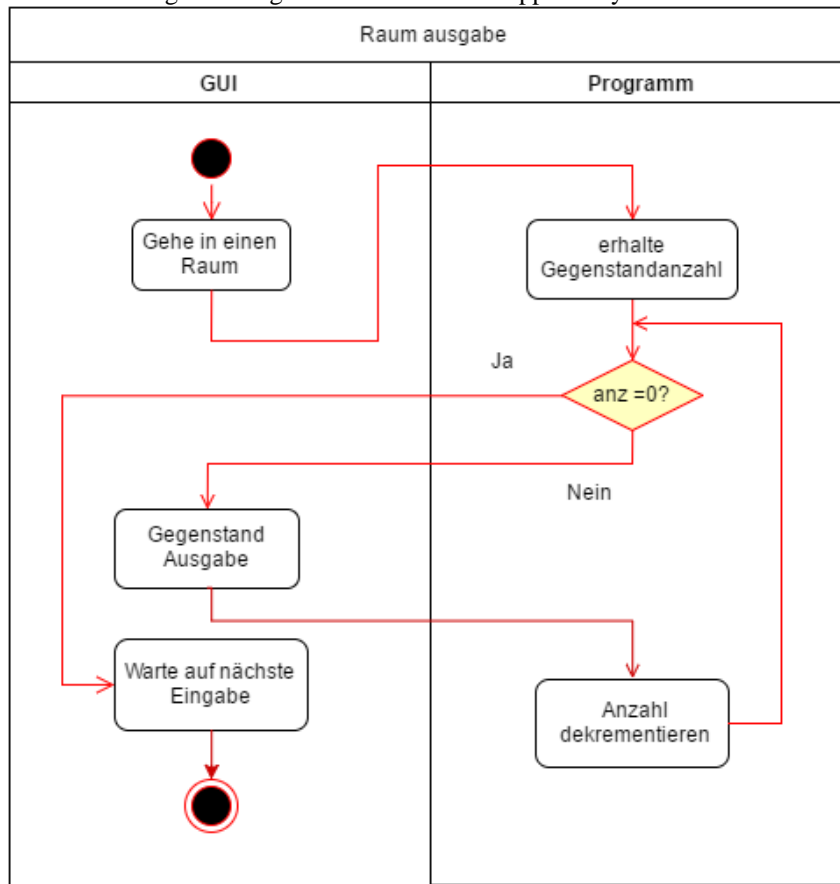 Raum ausgabe
GUI
Programm
Gehe in einen
Raum
erhalte
Gegenstandanzahl
Ja
anz =0?
Nein
Gegenstand
Ausgabe
Warte auf nächste
Eingabe
Anzahl
dekrementieren